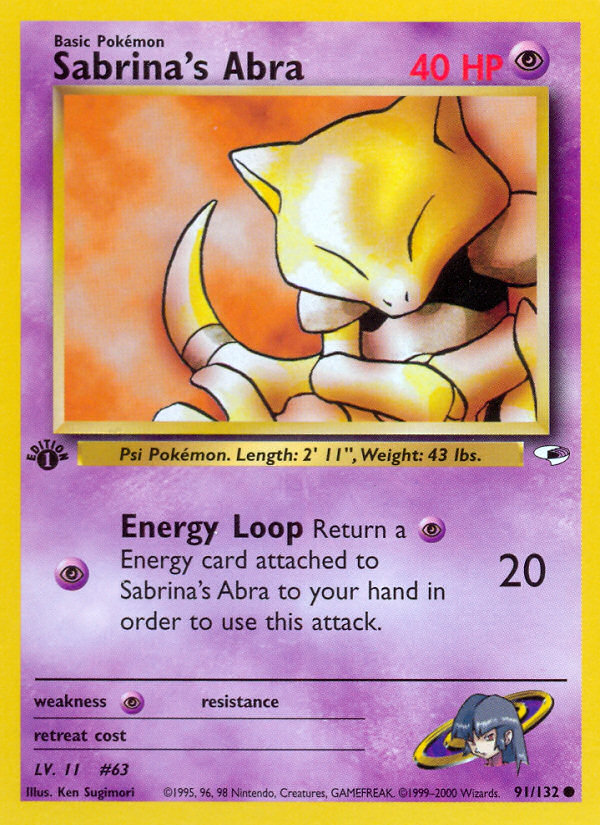 Basic Pokémon
Sabrina's Abra 40 HP
EDITION
1
Psi Pokémon. Length: 2' 11", Weight: 43 lbs.
Energy Loop Return a
Energy card attached to
Sabrina's Abra to your hand in
order to use this attack.
20
weakness resistance
retreat cost
LV. 11 #63
Illus. Ken Sugimori ©1995, 96, 98 Nintendo, Creatures, GAMEFREAK. ©1999-2000 Wizards. 91/132